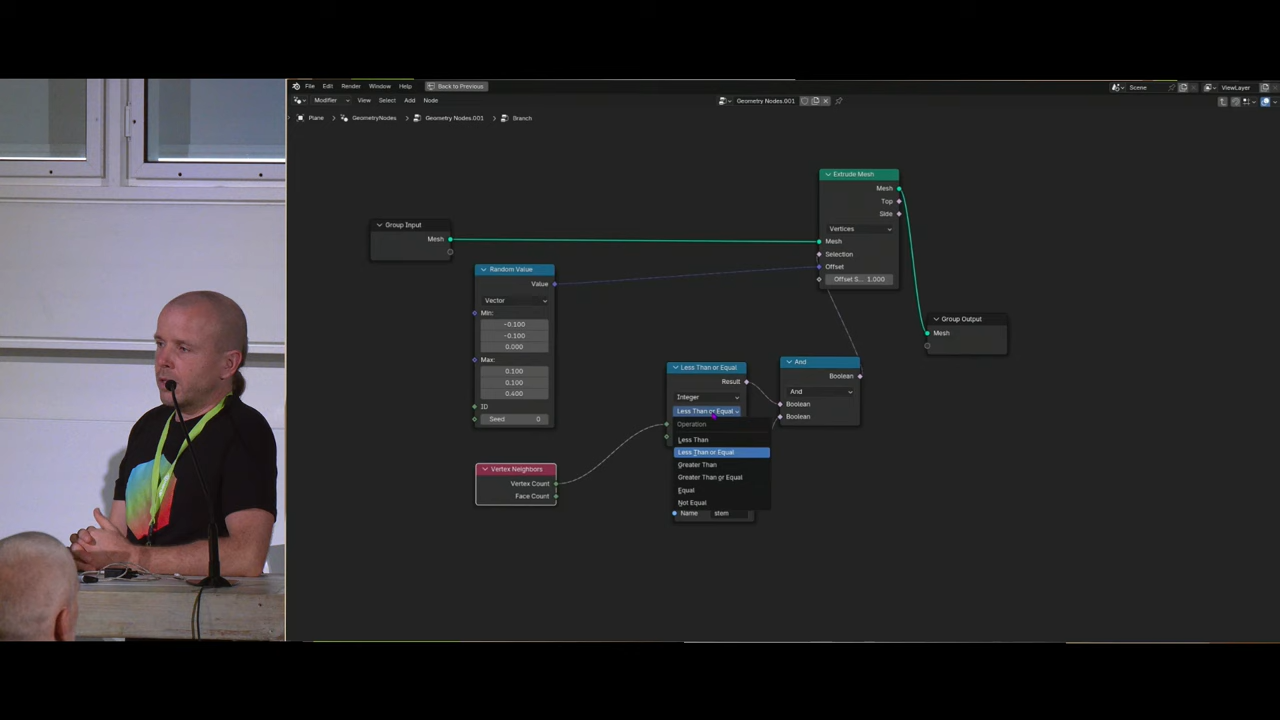 File Edit Render Window Help Back to Previous Scene ViewLayer
Modifier View Select Add Node Geometry Nodes.001
Plane GeometryNodes Geometry Nodes.001 Branch
Extrude Mesh
Mesh
Top
Side
Vertices
Mesh
Selection
Offset
Offset S... 1.000
Group Input
Mesh
Random Value
Value
Vector
Min:
-0.100
-0.100
0.000
Max:
0.100
0.100
0.400
ID
Seed 0
Group Output
Mesh
Less Than or Equal
Result
Integer
Less Than or Equal
Operation
Less Than
Less Than or Equal
Greater Than
Greater Than or Equal
Equal
Not Equal
Name stem
And
Boolean
And
Boolean
Boolean
Vertex Neighbors
Vertex Count
Face Count